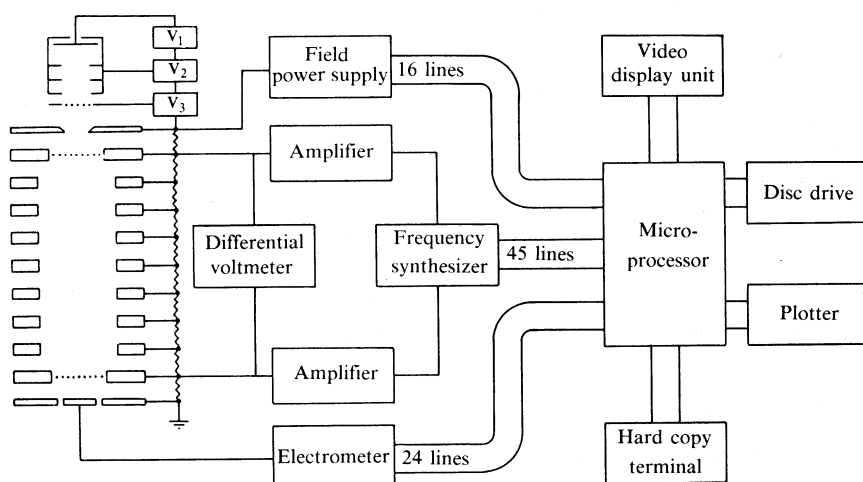 V1
V2
V3
Field
power supply
16 lines
Video
display unit
Amplifier
Disc drive
Differential
voltmeter
Frequency
synthesizer
45 lines
Micro-
processor
Plotter
Amplifier
Electrometer
24 lines
Hard copy
terminal